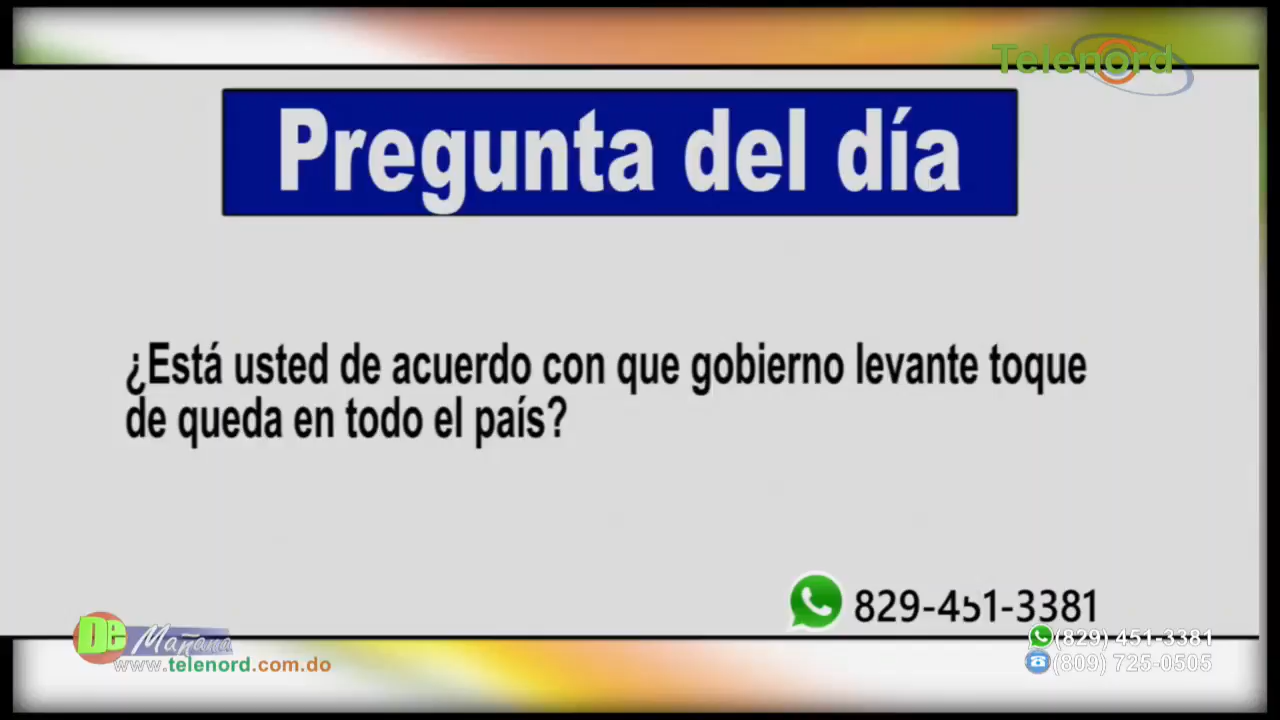 Telenord
Pregunta del día
¿Está usted de acuerdo con que gobierno levante toque
de queda en todo el país?
829-451-3381
De Mañana
www.telenord.com.do
(829) 451-3381
(809) 725-0505